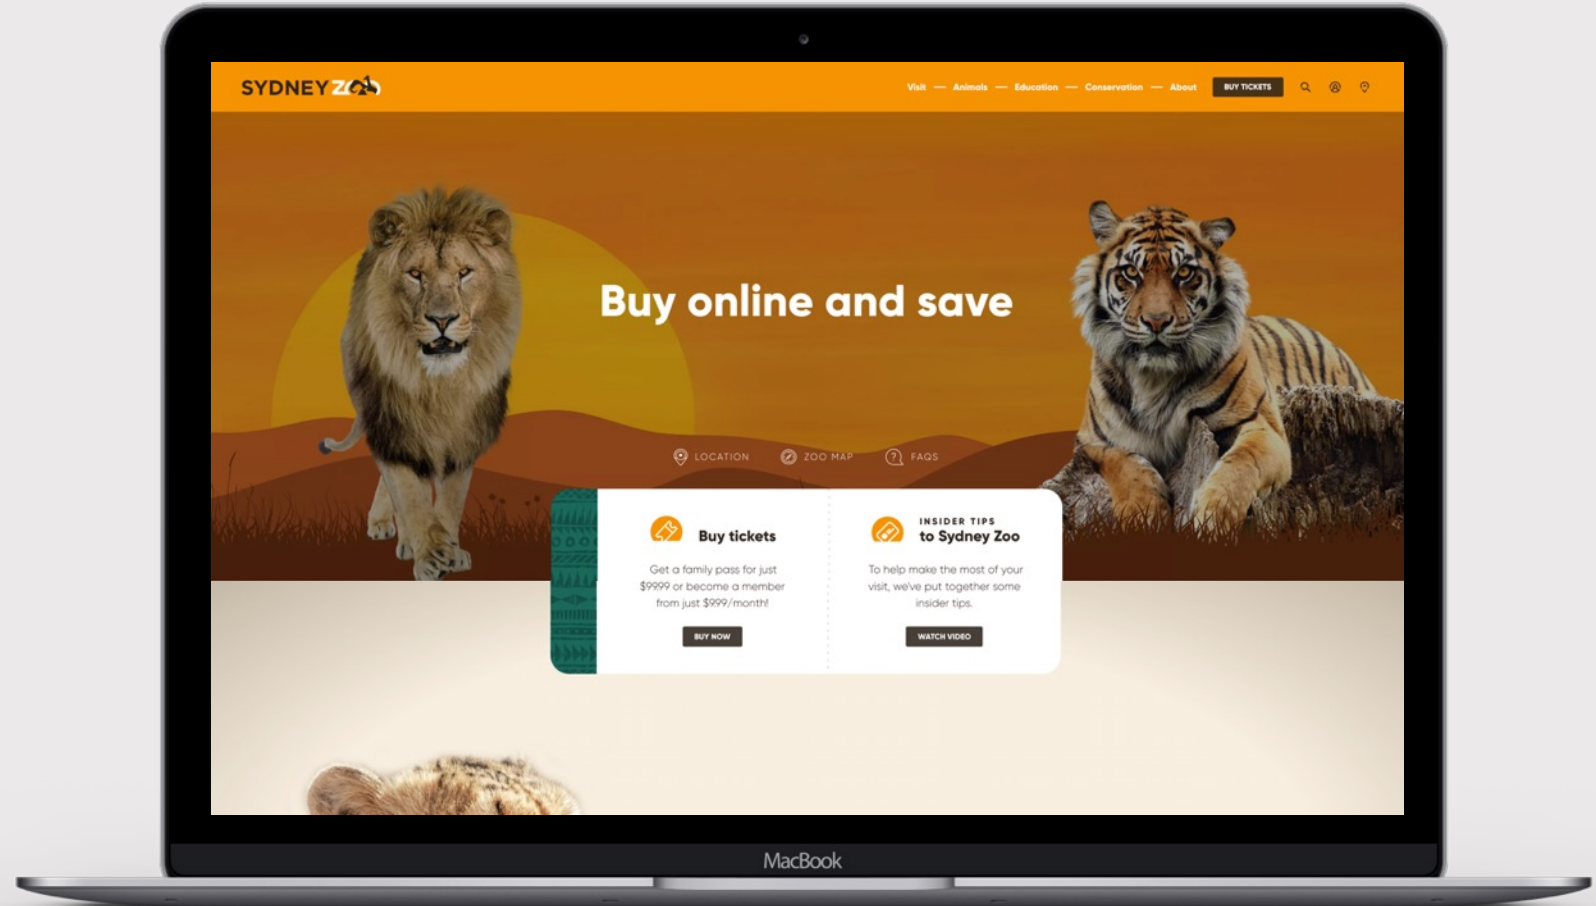 SYDNEY ZOO
Visit — Animals — Education — Conservation — About
BUY TICKETS
Buy online and save
LOCATION
ZOO MAP
FAQS
Buy tickets
Get a family pass for just
$9999 or become a member
from just $999/month!
BUY NOW
INSIDER TIPS
to Sydney Zoo
To help make the most of your
visit, we've put together some
insider tips.
WATCH VIDEO
MacBook